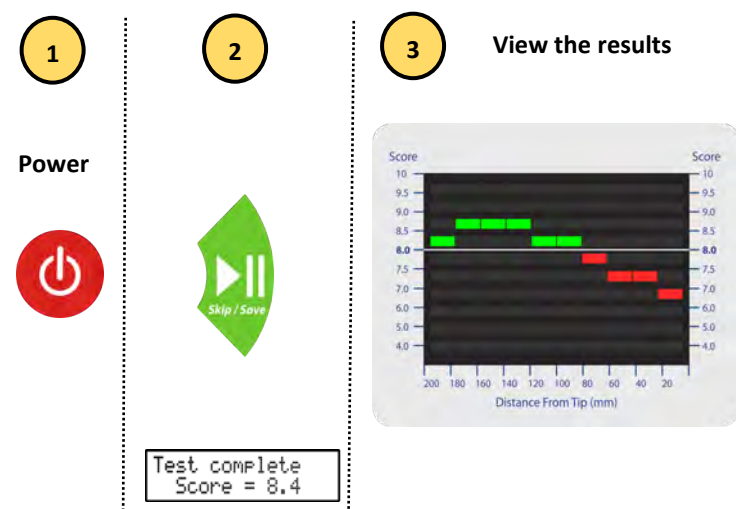 1
2
3
View the results
Power
Skip / Save
Test complete
Score = 8.4
Score Score
10 10
9.5 9.5
9.0 9.0
8.5 8.5
8.0 8.0
7.5 7.5
7.0 7.0
6.0 6.0
5.0 5.0
4.0 4.0
200 180 160 140 120 100 80 60 40 20
Distance From Tip (mm)